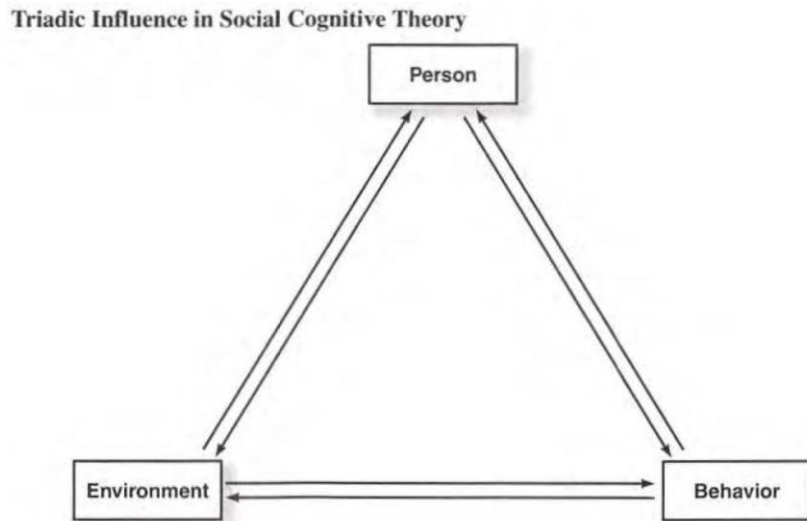 Triadic Influence in Social Cognitive Theory
Person
Environment
Behavior